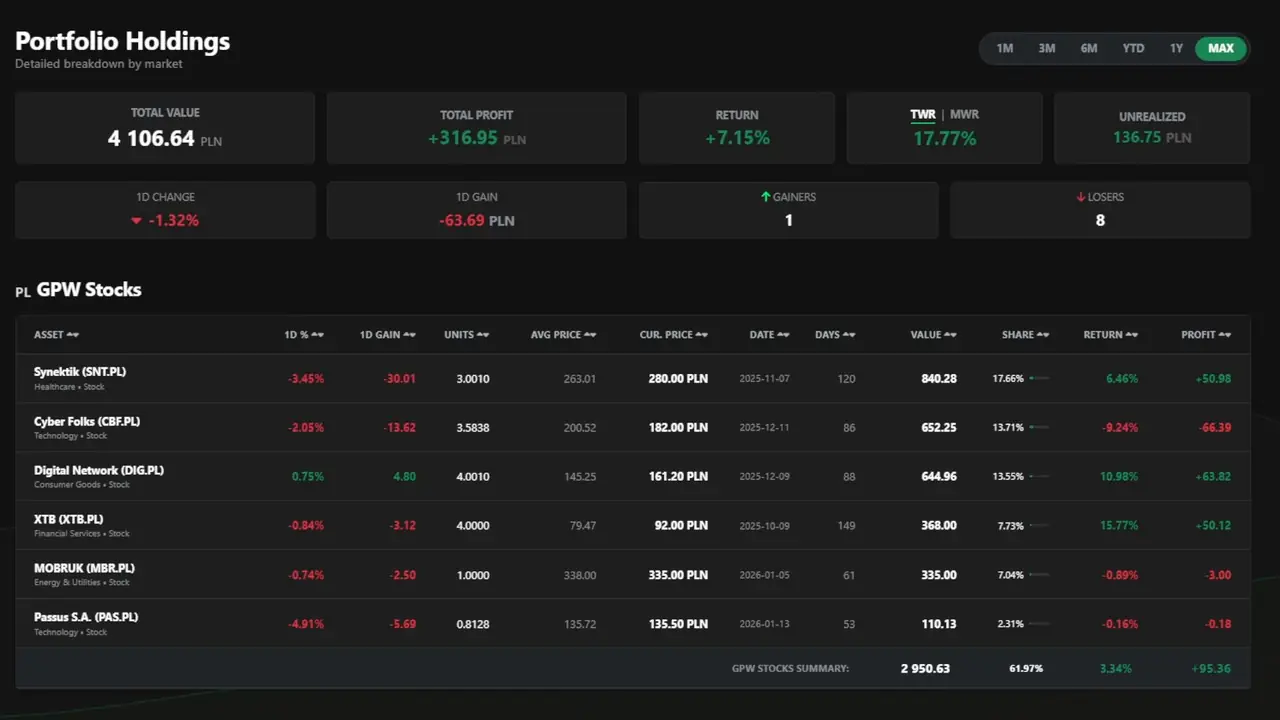 Portfolio Holdings
Detailed breakdown by market
1M 3M 6M YTD 1Y MAX
TOTAL VALUE
4 106.64 PLN
TOTAL PROFIT
+316.95 PLN
RETURN
+7.15%
TWR | MWR
17.77%
UNREALIZED
136.75 PLN
1D CHANGE
-1.32%
1D GAIN
-63.69 PLN
GAINERS
1
LOSERS
8
PL GPW Stocks
ASSET 1D % 1D GAIN UNITS AVG PRICE CUR. PRICE DATE DAYS VALUE SHARE RETURN PROFIT
Synektik (SNT.PL) -3.45% -30.01 3.0010 263.01 280.00 PLN 2025-11-07 120 840.28 17.66% 6.46% +50.98
Healthcare • Stock
Cyber Folks (CBF.PL) -2.05% -13.62 3.5838 200.52 182.00 PLN 2025-12-11 86 652.25 13.71% -9.24% -66.39
Technology • Stock
Digital Network (DIG.PL) 0.75% 4.80 4.0010 145.25 161.20 PLN 2025-12-09 88 644.96 13.55% 10.98% +63.82
Consumer Goods • Stock
XTB (XTB.PL) -0.84% -3.12 4.0000 79.47 92.00 PLN 2025-10-09 149 368.00 7.73% 15.77% +50.12
Financial Services • Stock
MOBRUK (MBR.PL) -0.74% -2.50 1.0000 338.00 335.00 PLN 2026-01-05 61 335.00 7.04% -0.89% -3.00
Energy & Utilities • Stock
Passus S.A. (PAS.PL) -4.91% -5.69 0.8128 135.72 135.50 PLN 2026-01-13 53 110.13 2.31% -0.16% -0.18
Technology • Stock
GPW STOCKS SUMMARY: 2 950.63 61.97% 3.34% +95.36